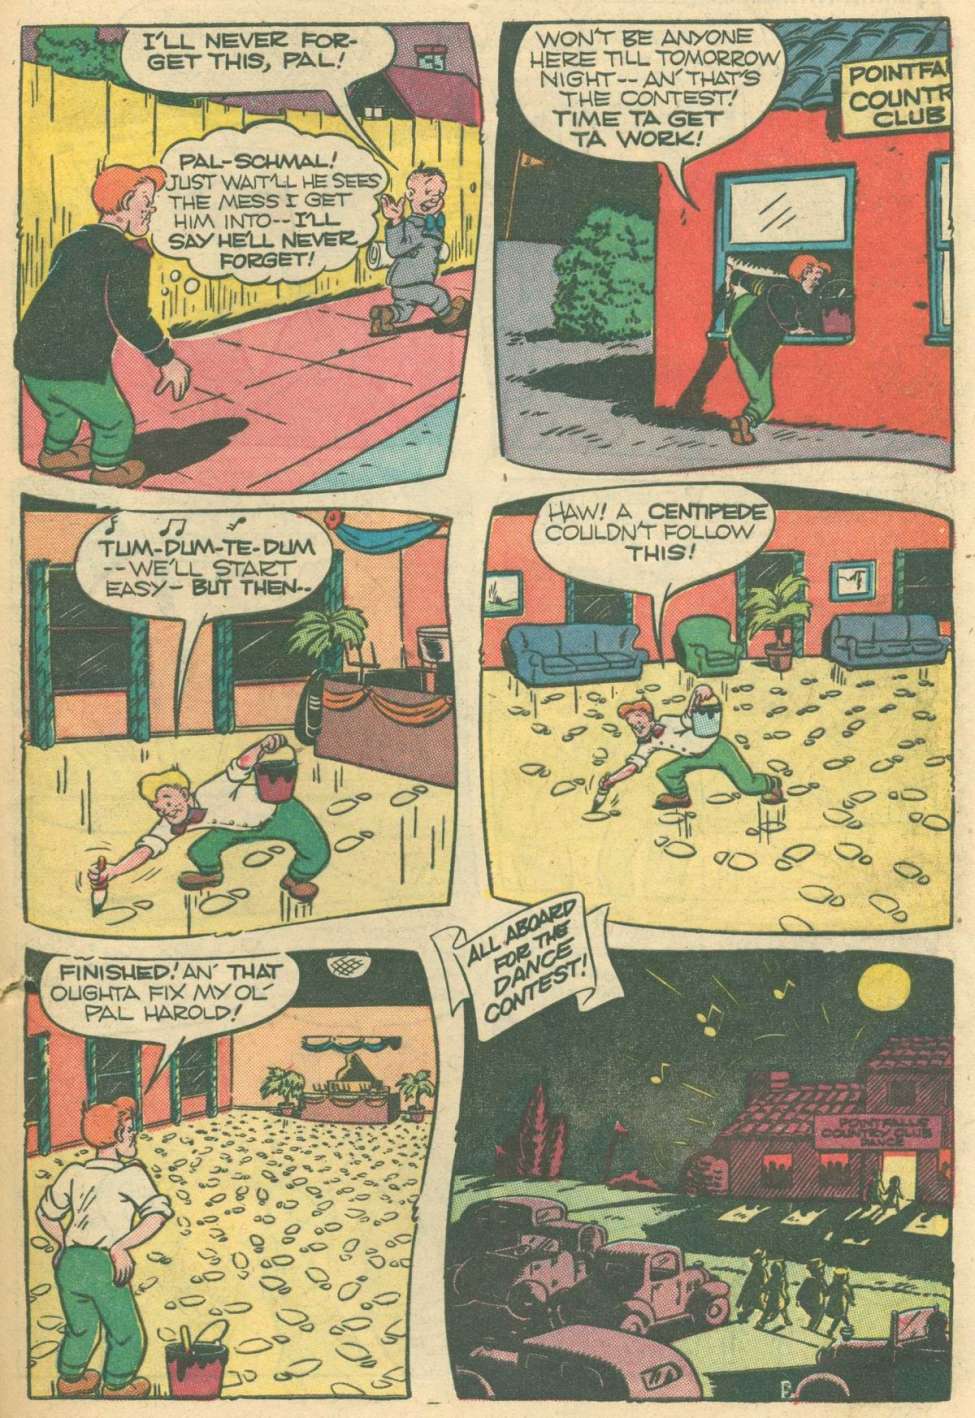 I'LL NEVER FOR-
GET THIS, PAL!
PAL-SCHMAL!
JUST WAIT'LL HE SEES
THE MESS I GET
HIM INTO-- I'LL
SAY HE'LL NEVER
FORGET!
WON'T BE ANYONE
HERE TILL TOMORROW
NIGHT-- AN' THAT'S
THE CONTEST!
TIME TA GET
TA WORK!
POINTFA
COUNTR
CLUB
TUM-DUM-TE-DUM
--WE'LL START
EASY- BUT THEN--
HAW! A CENTIPEDE
COULDN'T FOLLOW
THIS!
FINISHED! AN' THAT
OUGHTA FIX MY OL'
PAL HAROLD!
ALL ABOARD
FOR THE
DANCE
CONTEST!
POINTFALLS
COUNTRY CLUB
DANCE
3